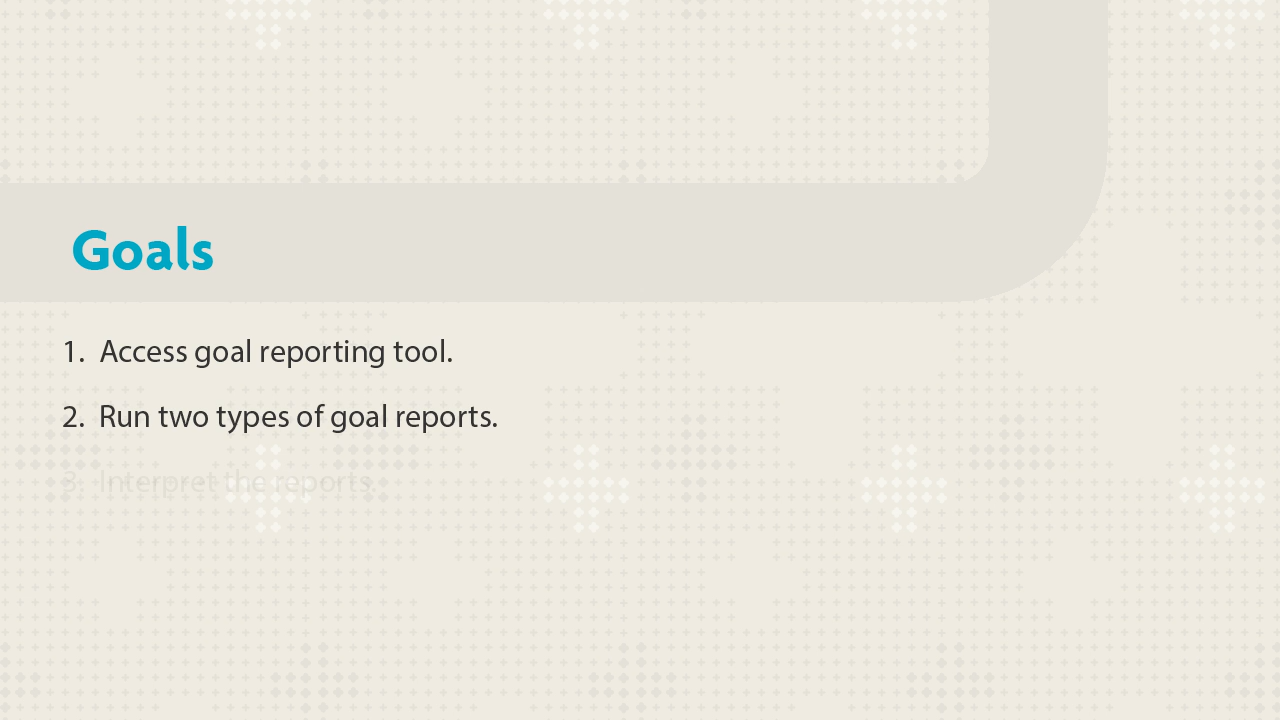 Goals
1. Access goal reporting tool.
2. Run two types of goal reports.
3. Interpret the reports.